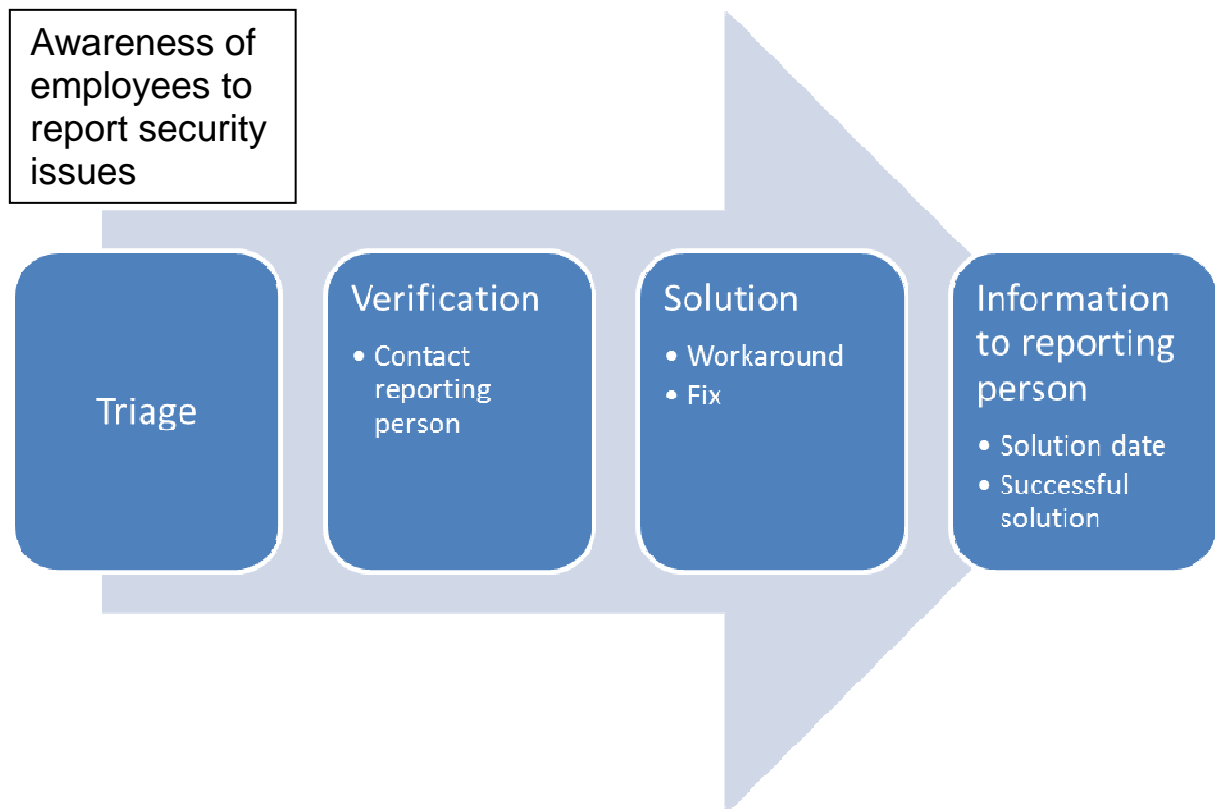 Awareness of
employees to
report security
issues
Triage
Verification
• Contact
reporting
person
Solution
• Workaround
• Fix
Information
to reporting
person
• Solution date
• Successful
solution